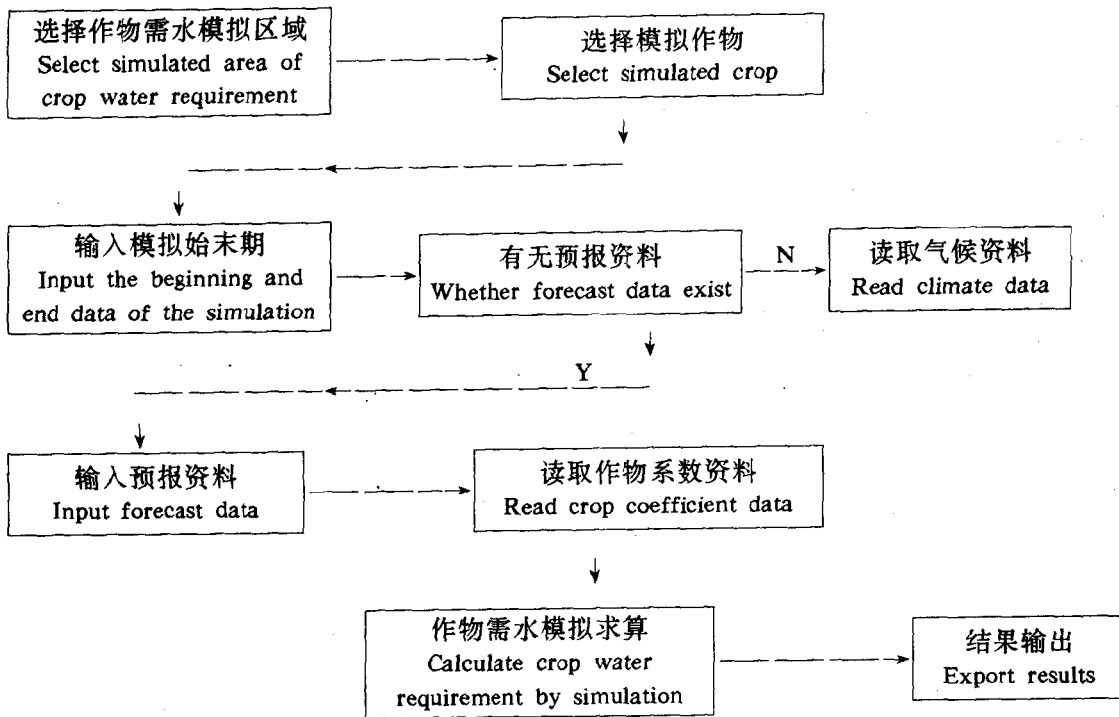 选择作物需水模拟区域
Select simulated area of
crop water requirement
选择模拟作物
Select simulated crop
输入模拟始末期
Input the beginning and
end data of the simulation
有无预报资料
Whether forecast data exist
N
读取气候资料
Read climate data
Y
输入预报资料
Input forecast data
读取作物系数资料
Read crop coefficient data
作物需水模拟求算
Calculate crop water
requirement by simulation
结果输出
Export results